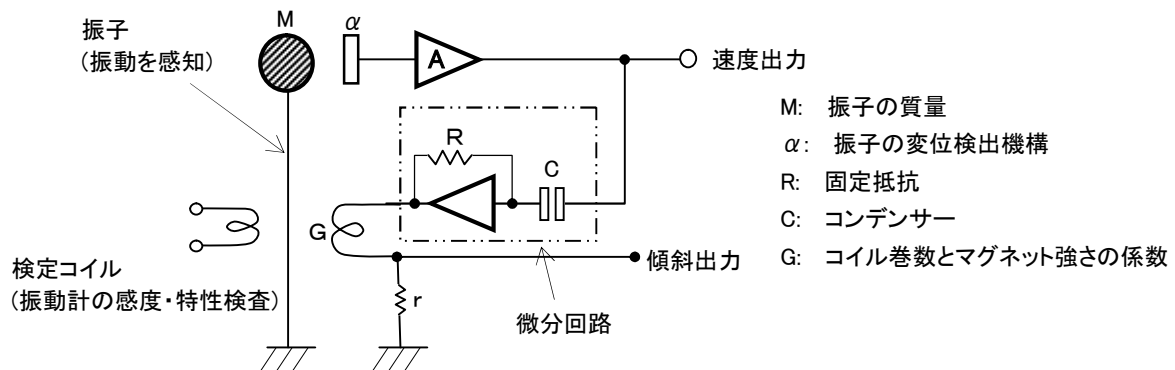 振子
(振動を感知)
M
α
A
速度出力
R
C
G
傾斜出力
r
微分回路
検定コイル
(振動計の感度・特性検査)
M: 振子の質量
α: 振子の変位検出機構
R: 固定抵抗
C: コンデンサー
G: コイル巻数とマグネット強さの係数